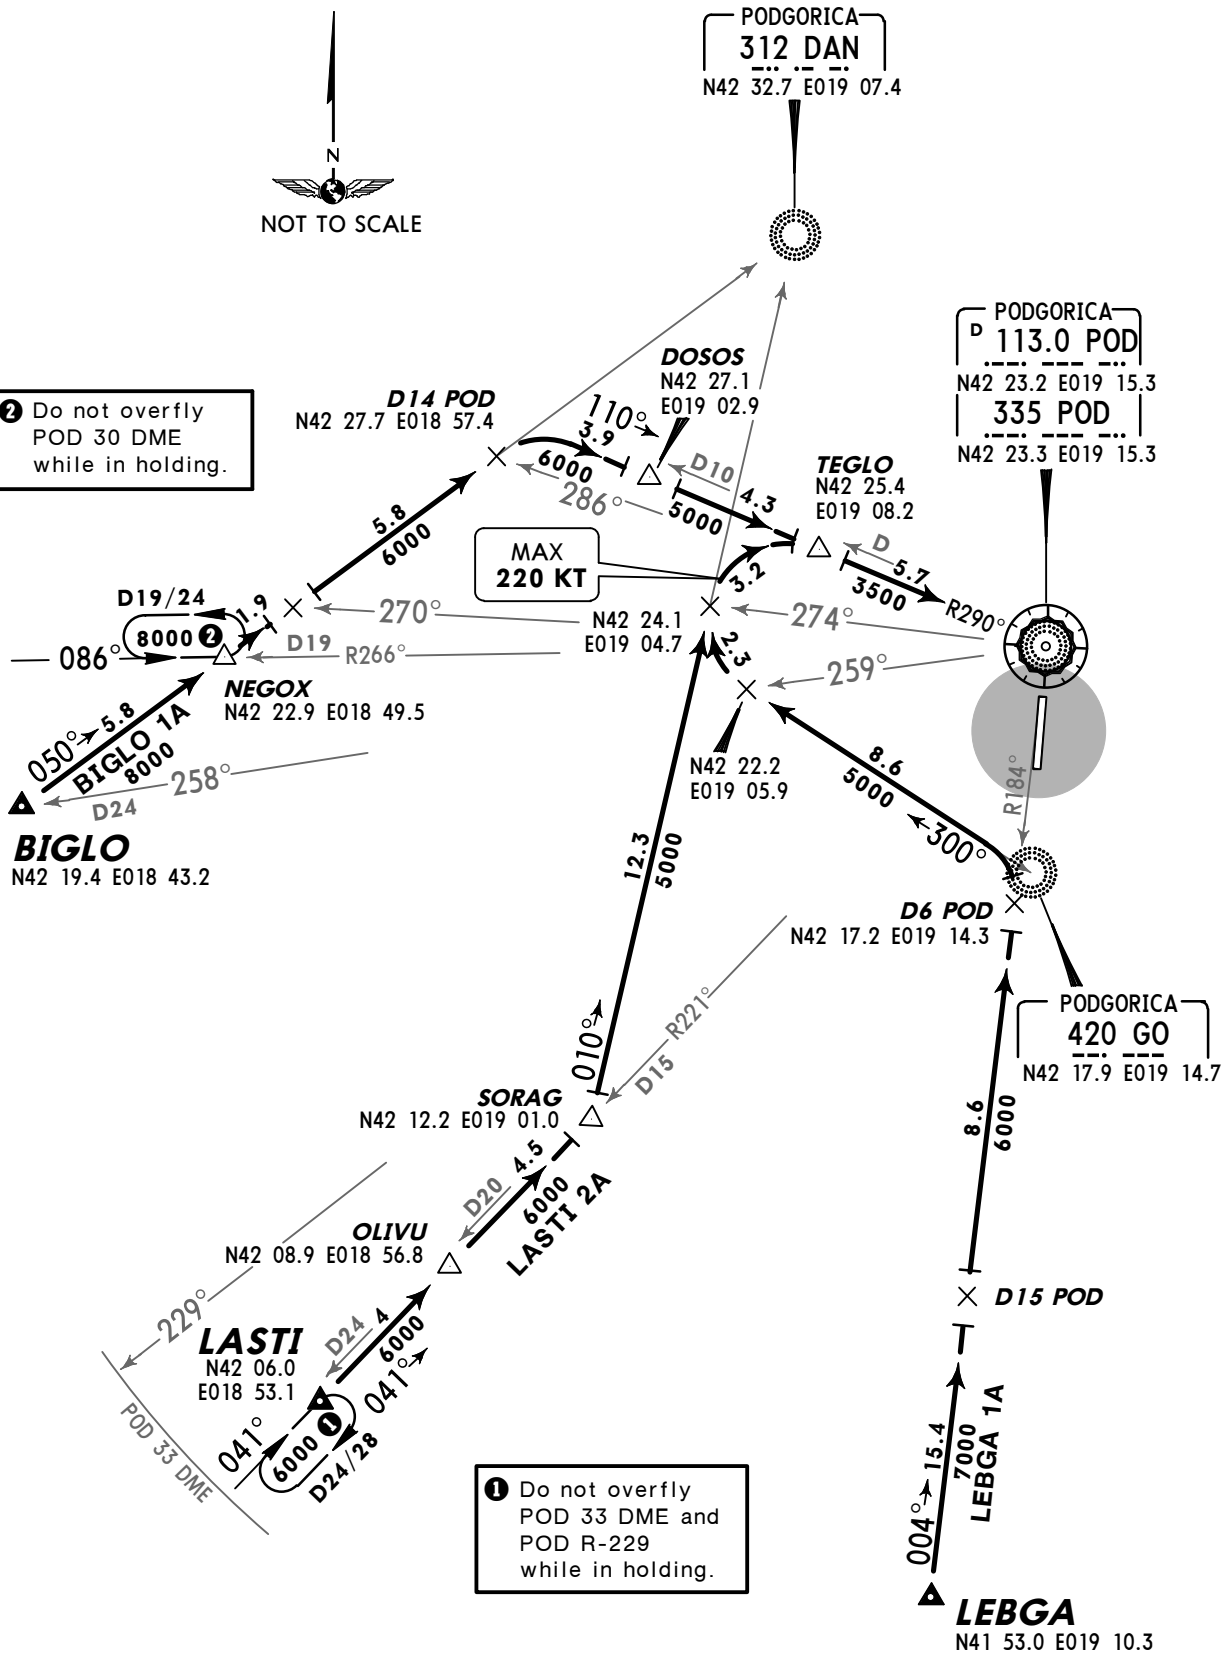 PODGORICA
312 DAN
N42 32.7 E019 07.4
N
NOT TO SCALE
PODGORICA
D 113.0 POD
N42 23.2 E019 15.3
335 POD
N42 23.3 E019 15.3
2 Do not overfly
POD 30 DME
while in holding.
D14 POD
N42 27.7 E018 57.4
DOSOS
N42 27.1
E019 02.9
110°
3.9
6000
286°
D10
4.3
5000
TEGLO
N42 25.4
E019 08.2
D
5.7
3500
R290°
5.8
6000
MAX
220 KT
3.2
D19/24
8000 2
1.9
270°
D19
R266°
086°
NEGOX
N42 22.9 E018 49.5
N42 24.1
E019 04.7
274°
2.3
259°
050°
5.8
BIGLO 1A
8000
258°
D24
BIGLO
N42 19.4 E018 43.2
N42 22.2
E019 05.9
8.6
5000
300°
R184°
12.3
5000
D6 POD
N42 17.2 E019 14.3
PODGORICA
420 GO
N42 17.9 E019 14.7
010°
R221°
D15
SORAG
N42 12.2 E019 01.0
D20
4.5
6000
LASTI 2A
8.6
6000
OLIVU
N42 08.9 E018 56.8
229°
LASTI
N42 06.0
E018 53.1
D24
4
6000
041°
D15 POD
POD 33 DME
041°
6000 1
D24/28
1 Do not overfly
POD 33 DME and
POD R-229
while in holding.
004°
15.4
7000
LEBGA 1A
LEBGA
N41 53.0 E019 10.3